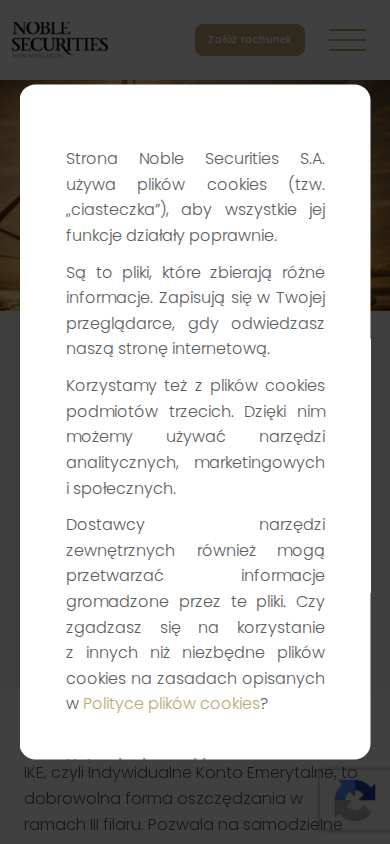 NOBLE
SECURITIES
Załóż rachunek
Strona Noble Securities S.A.
używa plików cookies (tzw.
„ciasteczka”), aby wszystkie jej
funkcje działały poprawnie.
Są to pliki, które zbierają różne
informacje. Zapisują się w Twojej
przeglądarce, gdy odwiedzasz
naszą stronę internetową.
Korzystamy też z plików cookies
podmiotów trzecich. Dzięki nim
możemy używać narzędzi
analitycznych, marketingowych
i społecznych.
Dostawcy narzędzi
zewnętrznych również mogą
przetwarzać informacje
gromadzone przez te pliki. Czy
zgadzasz się na korzystanie
z innych niż niezbędne plików
cookies na zasadach opisanych
w Polityce plików cookies?
IKE, czyli Indywidualne Konto Emerytalne, to
dobrowolna forma oszczędzania w
ramach III filaru. Pozwala na samodzielne